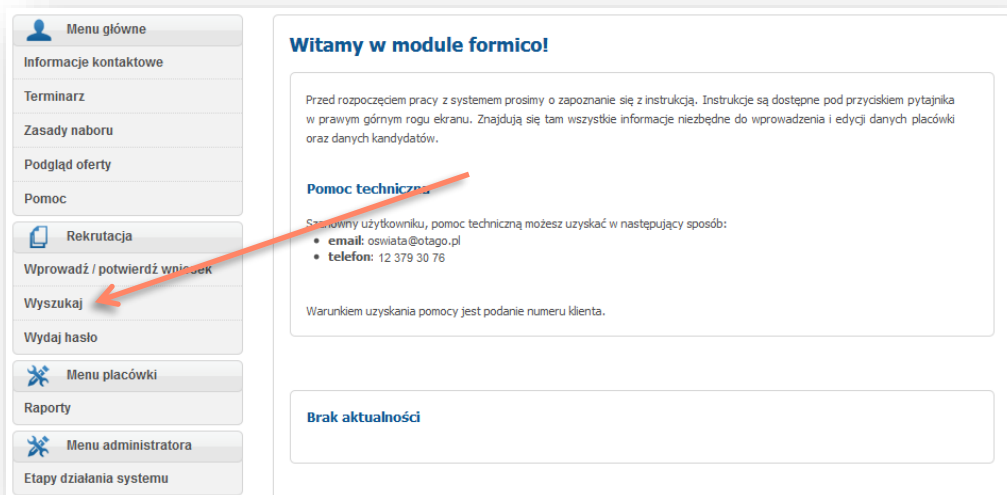 Menu główne
Informacje kontaktowe
Terminarz
Zasady naboru
Podgląd oferty
Pomoc
Rekrutacja
Wprowadź / potwierdź wniosek
Wyszukaj
Wydaj hasło
Menu placówki
Raporty
Menu administratora
Etapy działania systemu
Witamy w module formico!
Przed rozpoczęciem pracy z systemem prosimy o zapoznanie się z instrukcją. Instrukcje są dostępne pod przyciskiem pytajnika
w prawym górnym rogu ekranu. Znajdują się tam wszystkie informacje niezbędne do wprowadzenia i edycji danych placówki
oraz danych kandydatów.
Pomoc techniczna
Szanowny użytkowniku, pomoc techniczną możesz uzyskać w następujący sposób:
• email: oswiata@otago.pl
• telefon: 12 379 30 76
Warunkiem uzyskania pomocy jest podanie numeru klienta.
Brak aktualności